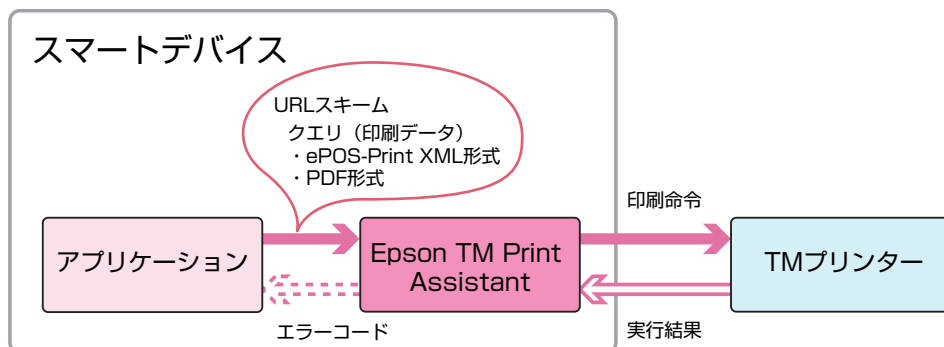 スマートデバイス
URLスキーム
クエリ（印刷データ）
・ePOS-Print XML形式
・PDF形式
印刷命令
アプリケーション
Epson TM Print
Assistant
TMプリンター
エラーコード
実行結果